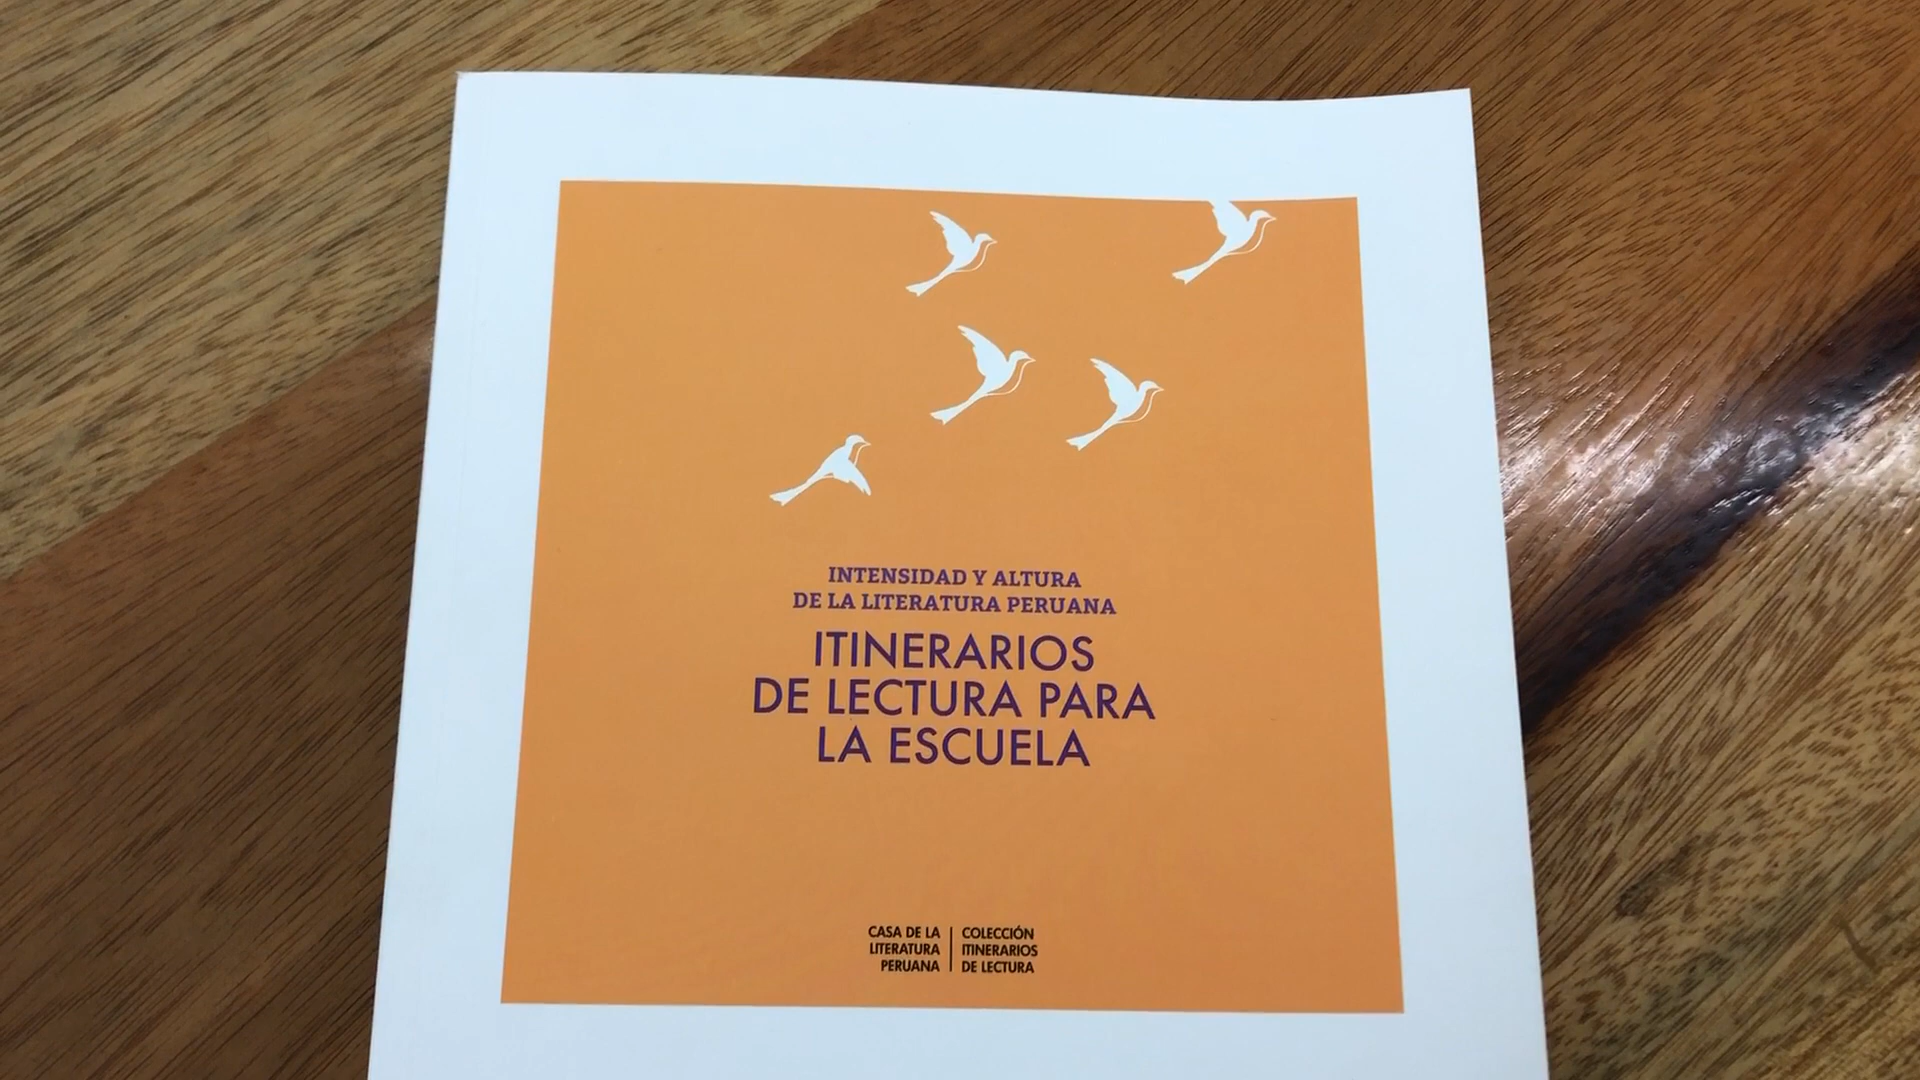 INTENSIDAD Y ALTURA
DE LA LITERATURA PERUANA
ITINERARIOS
DE LECTURA PARA
LA ESCUELA
CASA DE LA
LITERATURA
PERUANA
COLECCIÓN
ITINERARIOS
DE LECTURA